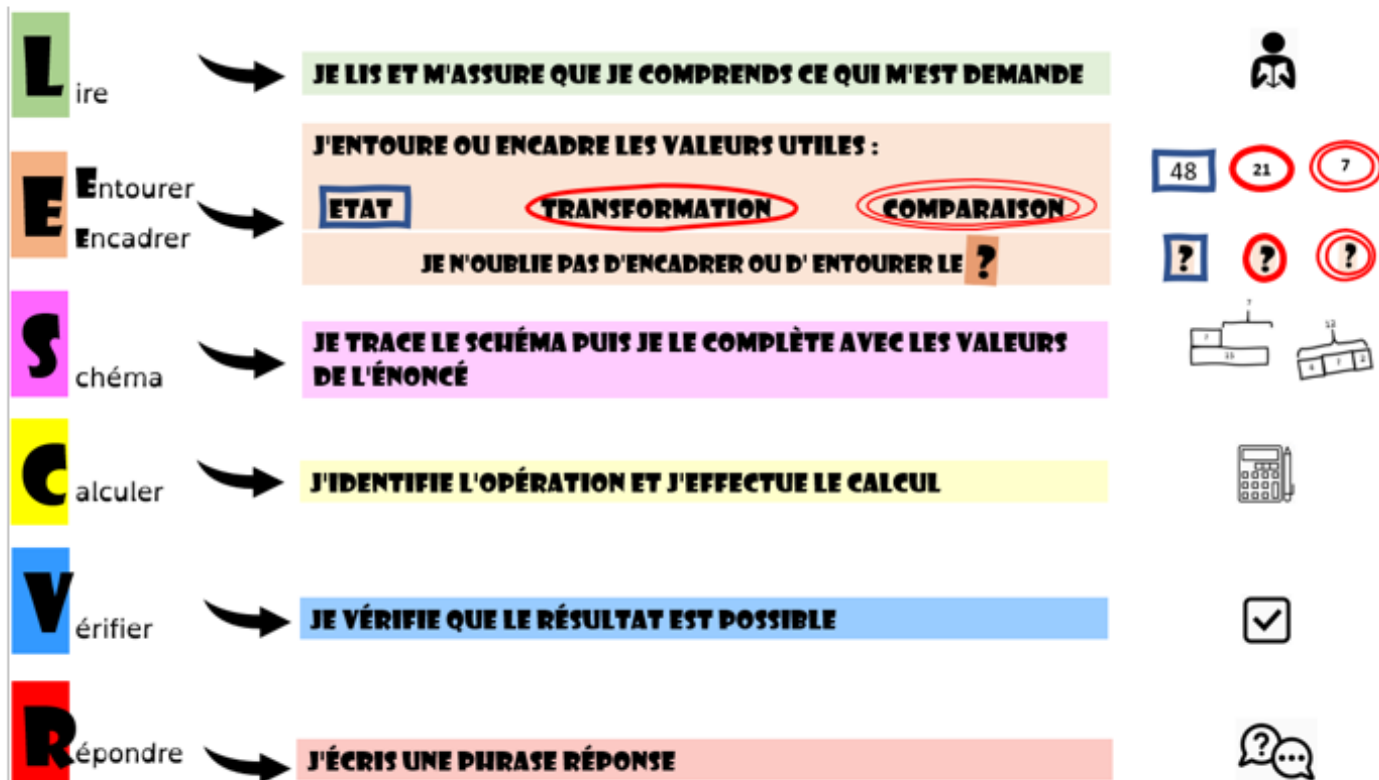 Lire
JE LIS ET M'ASSURE QUE JE COMPRENDS CE QUI M'EST DEMANDE
E
Entourer
Encadrer
J'ENTOURE OU ENCADRE LES VALEURS UTILES :
ETAT TRANSFORMATION COMPARAISON
48 21 7
JE N'OUBLIE PAS D'ENCADRER OU D' ENTOURER LE ?
? ? ?
Schéma
JE TRACE LE SCHÉMA PUIS JE LE COMPLÈTE AVEC LES VALEURS
DE L'ÉNONCÉ
12
Calculer
J'IDENTIFIE L'OPÉRATION ET J'EFFECTUE LE CALCUL
Vérifier
JE VÉRIFIE QUE LE RÉSULTAT EST POSSIBLE
Répondre
J'ÉCRIS UNE PHRASE RÉPONSE
?